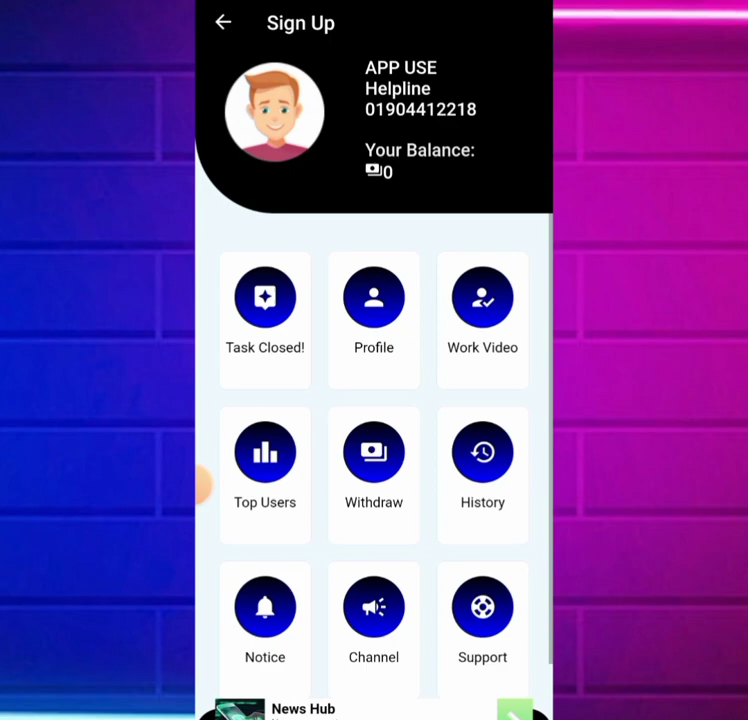 Sign Up
APP USE
Helpline
01904412218
Your Balance:
0
Task Closed!
Profile
Work Video
Top Users
Withdraw
History
Notice
Channel
Support
News Hub